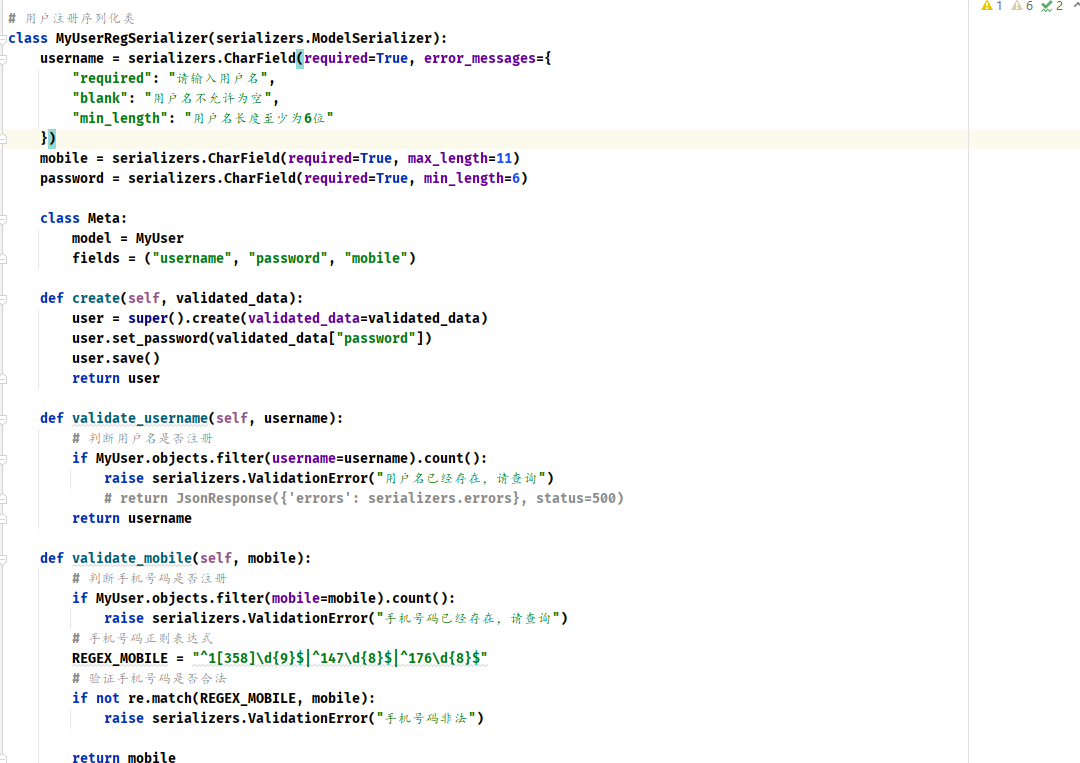 1 6 2
# 用户注册序列化类
class MyUserRegSerializer(serializers.ModelSerializer):
    username = serializers.CharField(required=True, error_messages={
        "required": "请输入用户名",
        "blank": "用户名不允许为空",
        "min_length": "用户名长度至少为6位"
    })
    mobile = serializers.CharField(required=True, max_length=11)
    password = serializers.CharField(required=True, min_length=6)
    class Meta:
        model = MyUser
        fields = ("username", "password", "mobile")
    def create(self, validated_data):
        user = super().create(validated_data=validated_data)
        user.set_password(validated_data["password"])
        user.save()
        return user
    def validate_username(self, username):
        # 判断用户名是否注册
        if MyUser.objects.filter(username=username).count():
            raise serializers.ValidationError("用户名已经存在, 请查询")
            # return JsonResponse({'errors': serializers.errors}, status=500)
        return username
    def validate_mobile(self, mobile):
        # 判断手机号码是否注册
        if MyUser.objects.filter(mobile=mobile).count():
            raise serializers.ValidationError("手机号码已经存在, 请查询")
        # 手机号码正则表达式
        REGEX_MOBILE = "^1[358]\d{9}$|^147\d{8}$|^176\d{8}$"
        # 验证手机号码是否合法
        if not re.match(REGEX_MOBILE, mobile):
            raise serializers.ValidationError("手机号码非法")
        return mobile